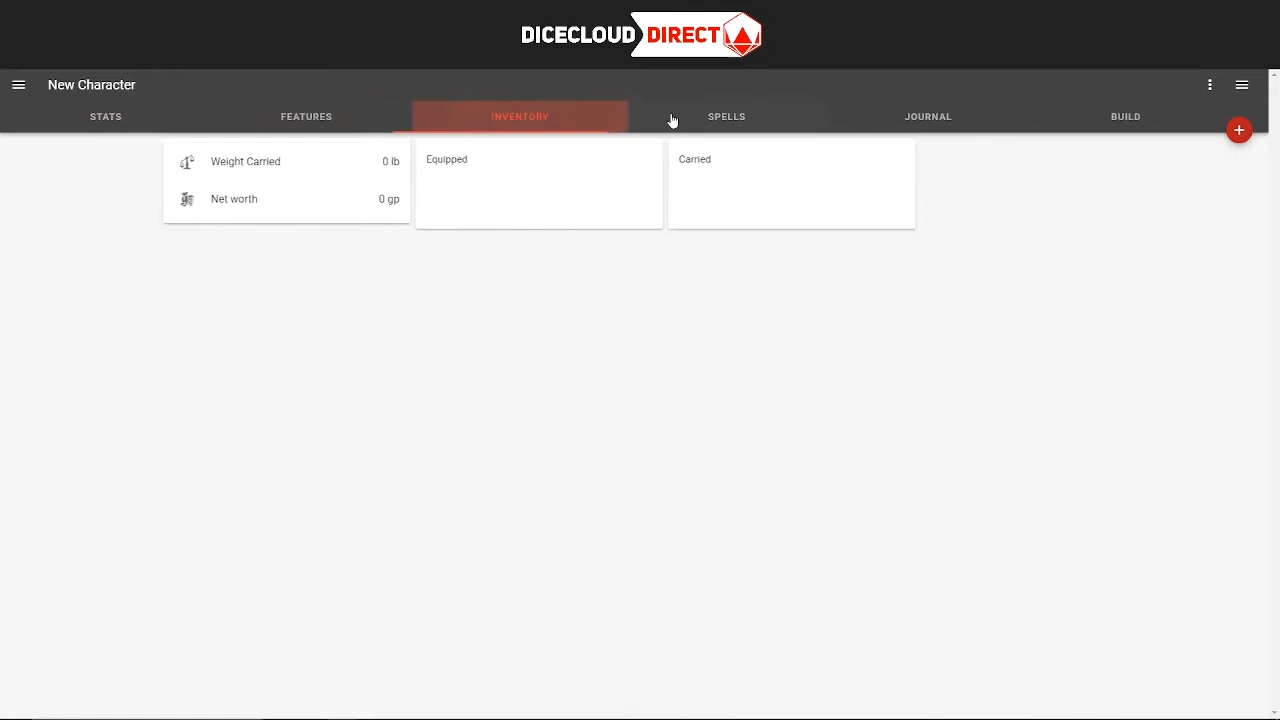 DICECLOUD DIRECT
New Character
STATS FEATURES INVENTORY SPELLS JOURNAL BUILD
Weight Carried 0 lb
Net worth 0 gp
Equipped
Carried